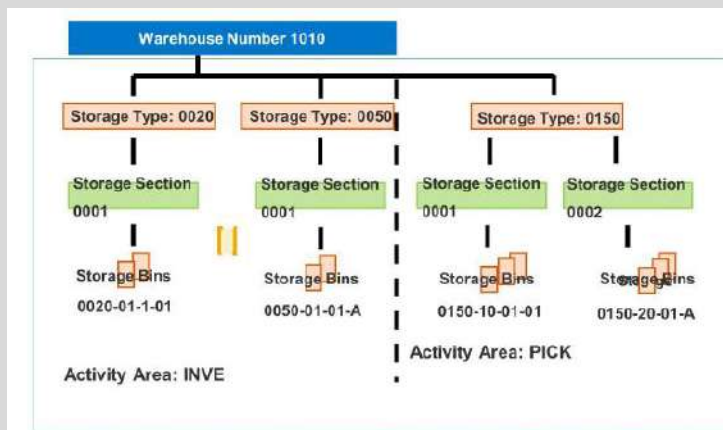 Warehouse Number 1010
Storage Type: 0020
Storage Type: 0050
Storage Type: 0150
Storage Section
0001
Storage Section
0001
Storage Section
0001
Storage Section
0002
Storage Bins
0020-01-1-01
Storage Bins
0050-01-01-A
Storage Bins
0150-10-01-01
Storage Bins
0150-20-01-A
Activity Area: PICK
Activity Area: INVE